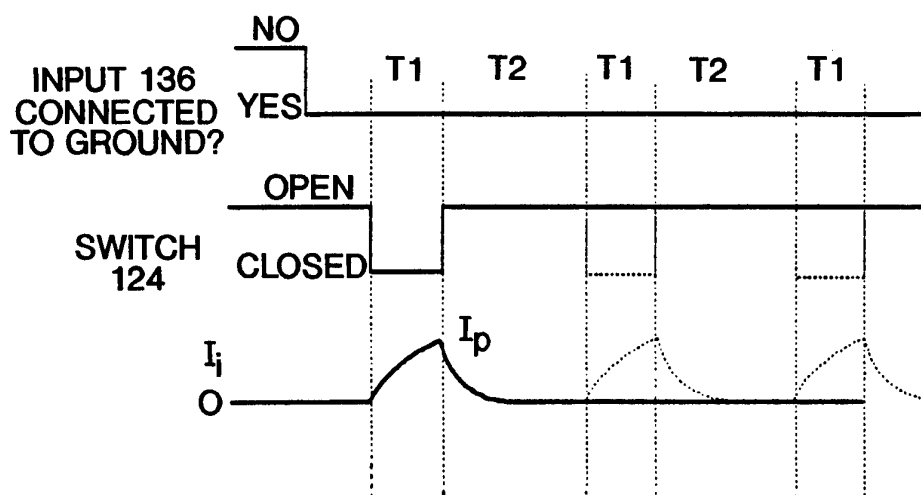 NO
T1 T2 T1 T2 T1
INPUT 136
CONNECTED
TO GROUND?
YES
OPEN
SWITCH
124
CLOSED
Ip
Ii
O